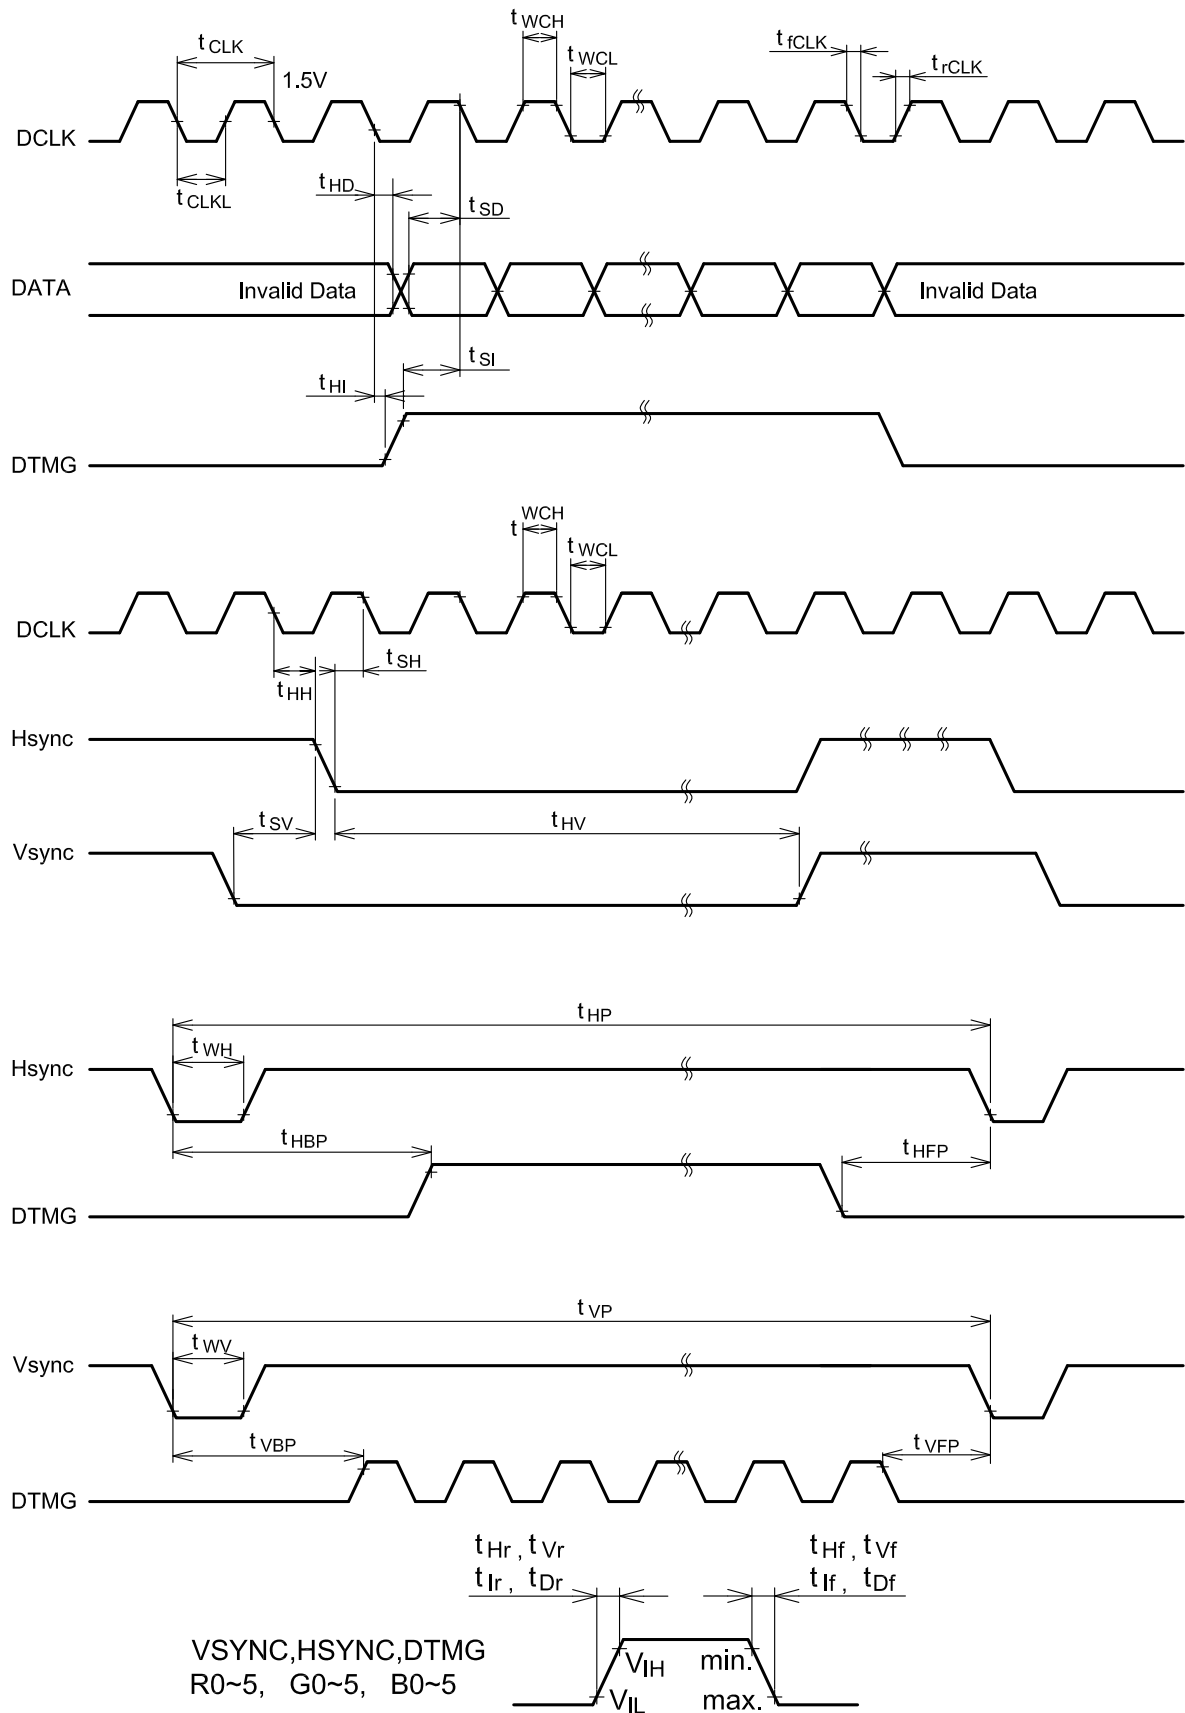 t WCH
t CLK
t fCLK
t WCL
t rCLK
1.5V
DCLK
t HD
t CLKL
t SD
DATA
Invalid Data
Invalid Data
t SI
t HI
DTMG
t WCH
t WCL
DCLK
t SH
t HH
Hsync
t SV
t HV
Vsync
t HP
t WH
Hsync
t HBP
t HFP
DTMG
t VP
t WV
Vsync
t VBP
t VFP
DTMG
t Hr , t Vr
t Hf , t Vf
t Ir , t Dr
t If , t Df
VSYNC,HSYNC,DTMG
VIH min.
R0~5, G0~5, B0~5
VIL max.